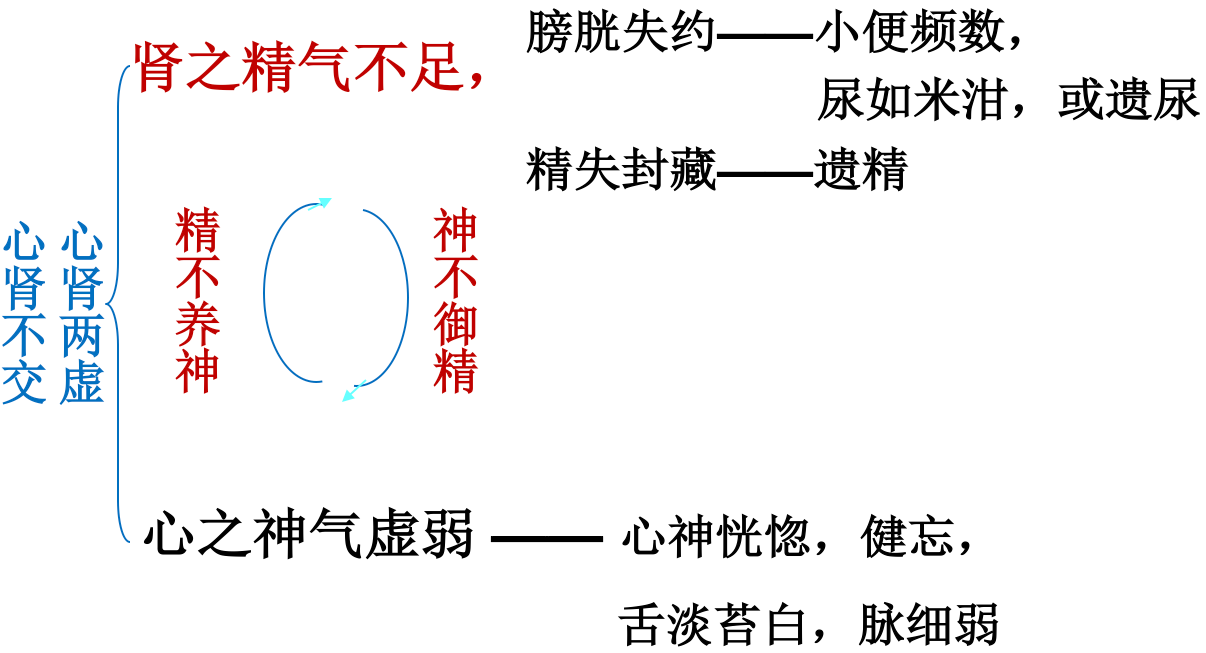 心肾不交
心肾两虚
肾之精气不足，
膀胱失约——小便频数，
尿如米泔，或遗尿
精失封藏——遗精
精不养神
神不御精
心之神气虚弱 —— 心神恍惚，健忘，
舌淡苔白，脉细弱